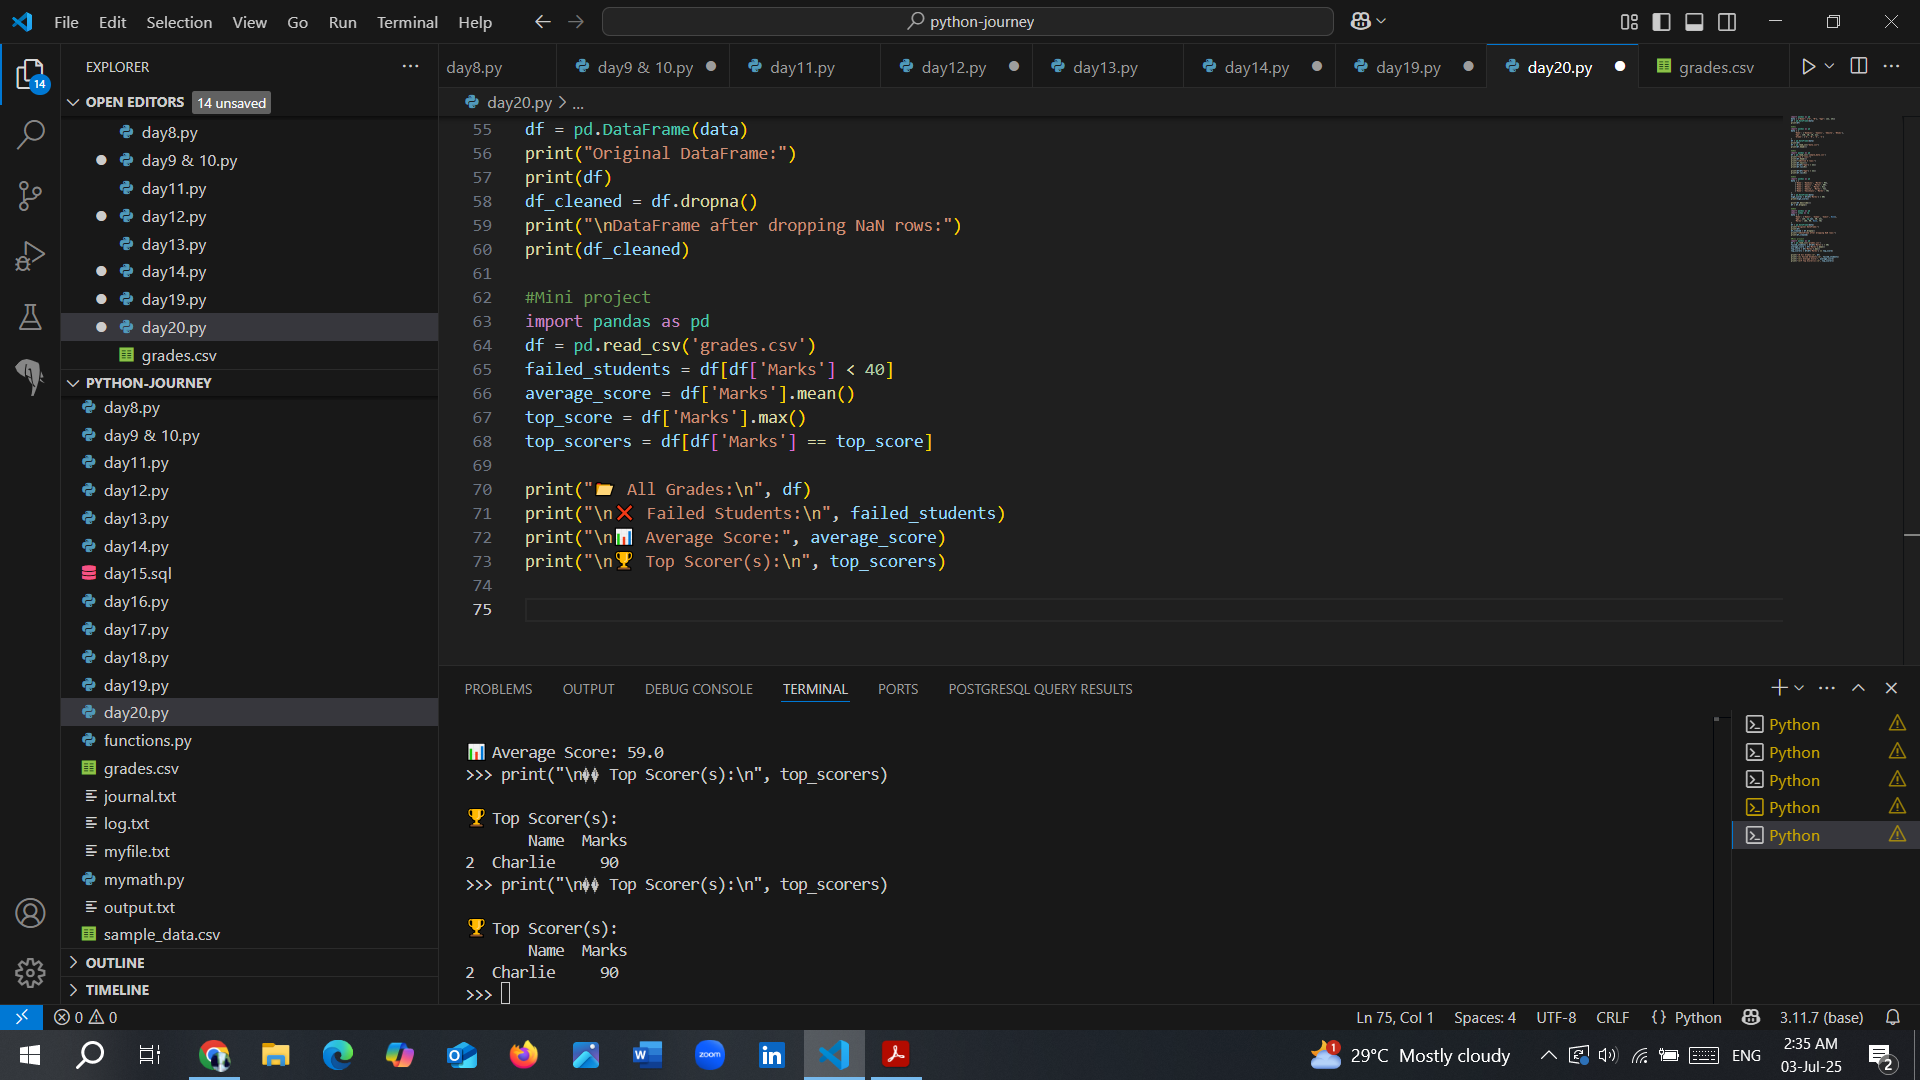 File Edit Selection View Go Run Terminal Help
python-journey
EXPLORER
OPEN EDITORS 14 unsaved
day8.py
day9 & 10.py
day11.py
day12.py
day13.py
day14.py
day19.py
day20.py
grades.csv
PYTHON-JOURNEY
day8.py
day9 & 10.py
day11.py
day12.py
day13.py
day14.py
day15.sql
day16.py
day17.py
day18.py
day19.py
day20.py
functions.py
grades.csv
journal.txt
log.txt
myfile.txt
mymath.py
output.txt
sample_data.csv
OUTLINE
TIMELINE
14
day8.py day9 & 10.py day11.py day12.py day13.py day14.py day19.py day20.py grades.csv
day20.py > ...
55 df = pd.DataFrame(data)
56 print("Original DataFrame:")
57 print(df)
58 df_cleaned = df.dropna()
59 print("\nDataFrame after dropping NaN rows:")
60 print(df_cleaned)
61
62 #Mini project
63 import pandas as pd
64 df = pd.read_csv('grades.csv')
65 failed_students = df[df['Marks'] < 40]
66 average_score = df['Marks'].mean()
67 top_score = df['Marks'].max()
68 top_scorers = df[df['Marks'] == top_score]
69
70 print("📂 All Grades:\n", df)
71 print("\n❌ Failed Students:\n", failed_students)
72 print("\n📊 Average Score:", average_score)
73 print("\n🏆 Top Scorer(s):\n", top_scorers)
74
75
PROBLEMS OUTPUT DEBUG CONSOLE TERMINAL PORTS POSTGRESQL QUERY RESULTS
📊 Average Score: 59.0
>>> print("\n�� Top Scorer(s):\n", top_scorers)
🏆 Top Scorer(s):
Name Marks
2 Charlie 90
>>> print("\n�� Top Scorer(s):\n", top_scorers)
🏆 Top Scorer(s):
Name Marks
2 Charlie 90
>>>
Python
Python
Python
Python
Python
0 0
Ln 75, Col 1 Spaces: 4 UTF-8 CRLF {} Python 3.11.7 (base)
zoom
1
29°C Mostly cloudy
ENG
2:35 AM
03-Jul-25
2